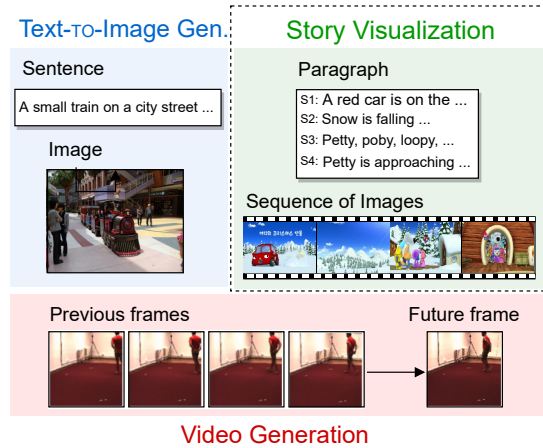 Text-TO-Image Gen.
Sentence
A small train on a city street ...
Image
Story Visualization
Paragraph
S1: A red car is on the ...
S2: Snow is falling ...
S3: Petty, poby, loopy, ...
S4: Petty is approaching ...
Sequence of Images
Previous frames
Future frame
Video Generation